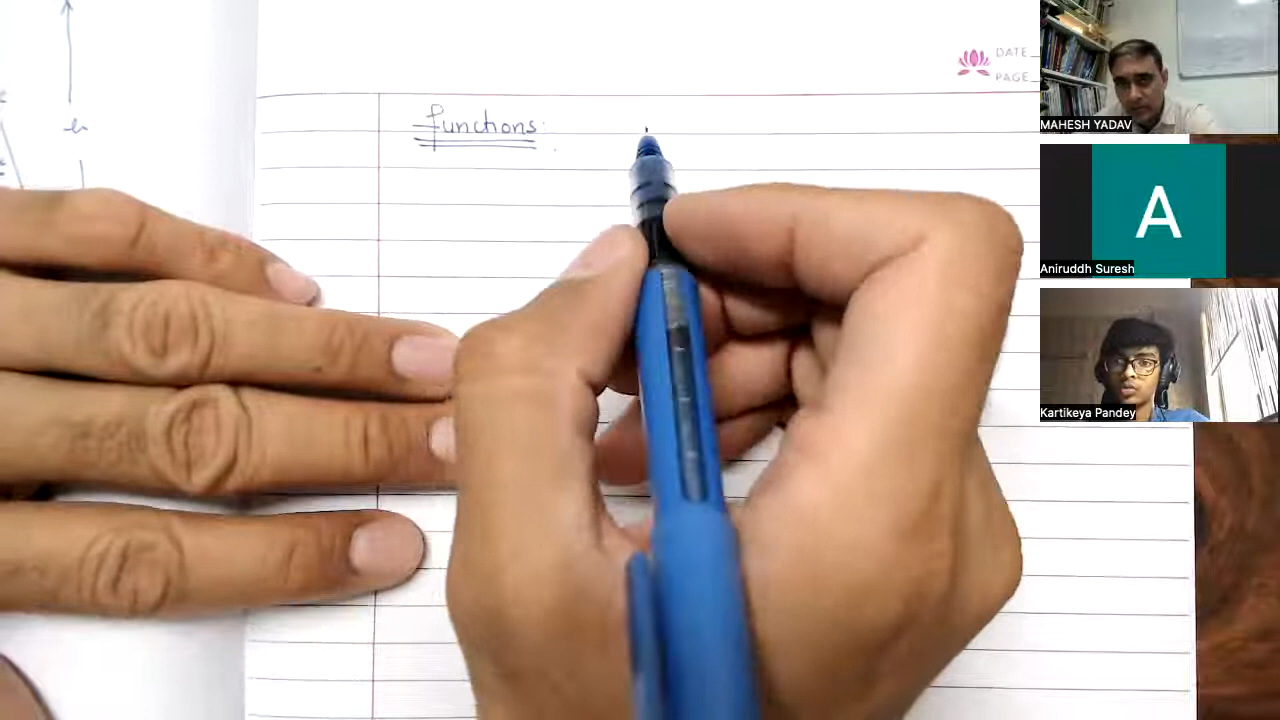 DATE
PAGE
functions:
MAHESH YADAV
A
Aniruddh Suresh
Kartikeya Pandey